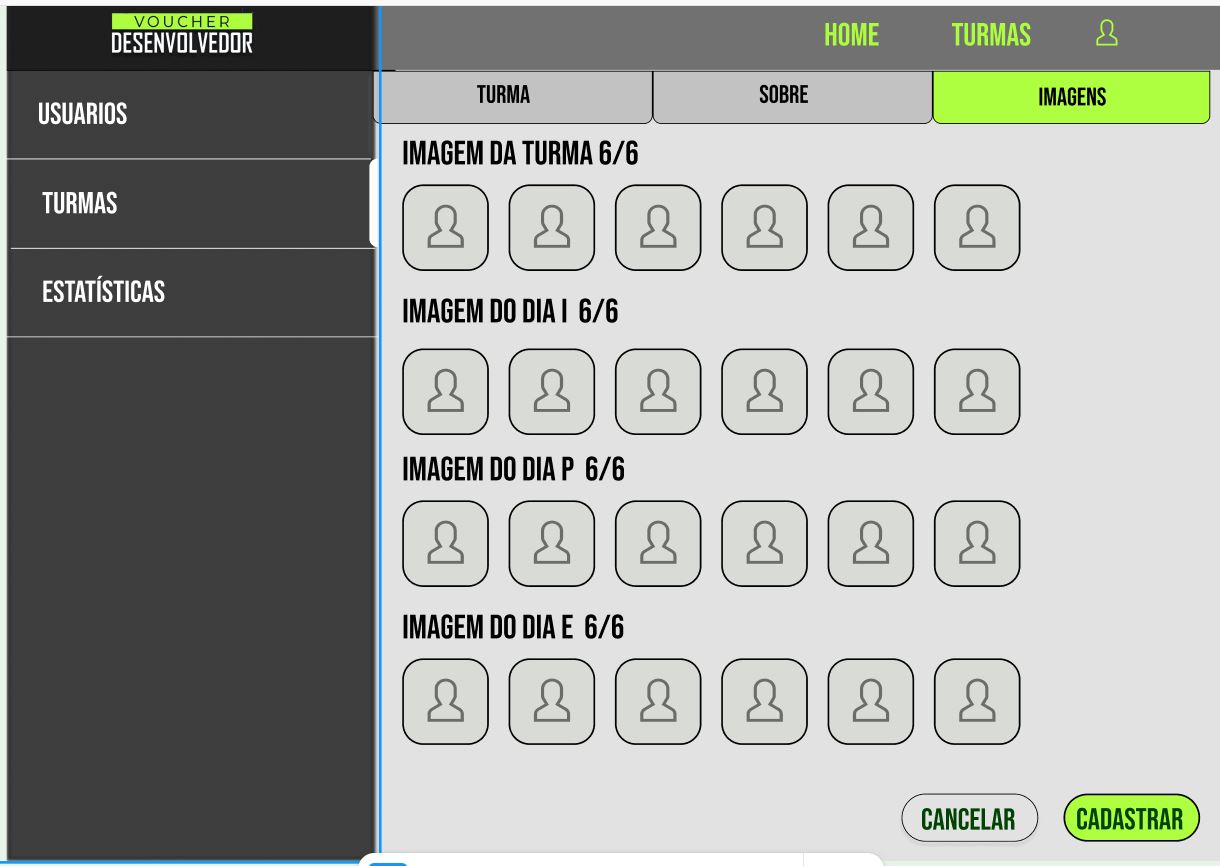 VOUCHER
DESENVOLVEDOR
HOME TURMAS
USUARIOS
TURMAS
ESTATÍSTICAS
TURMA SOBRE IMAGENS
IMAGEM DA TURMA 6/6
IMAGEM DO DIA I 6/6
IMAGEM DO DIA P 6/6
IMAGEM DO DIA E 6/6
CANCELAR CADASTRAR